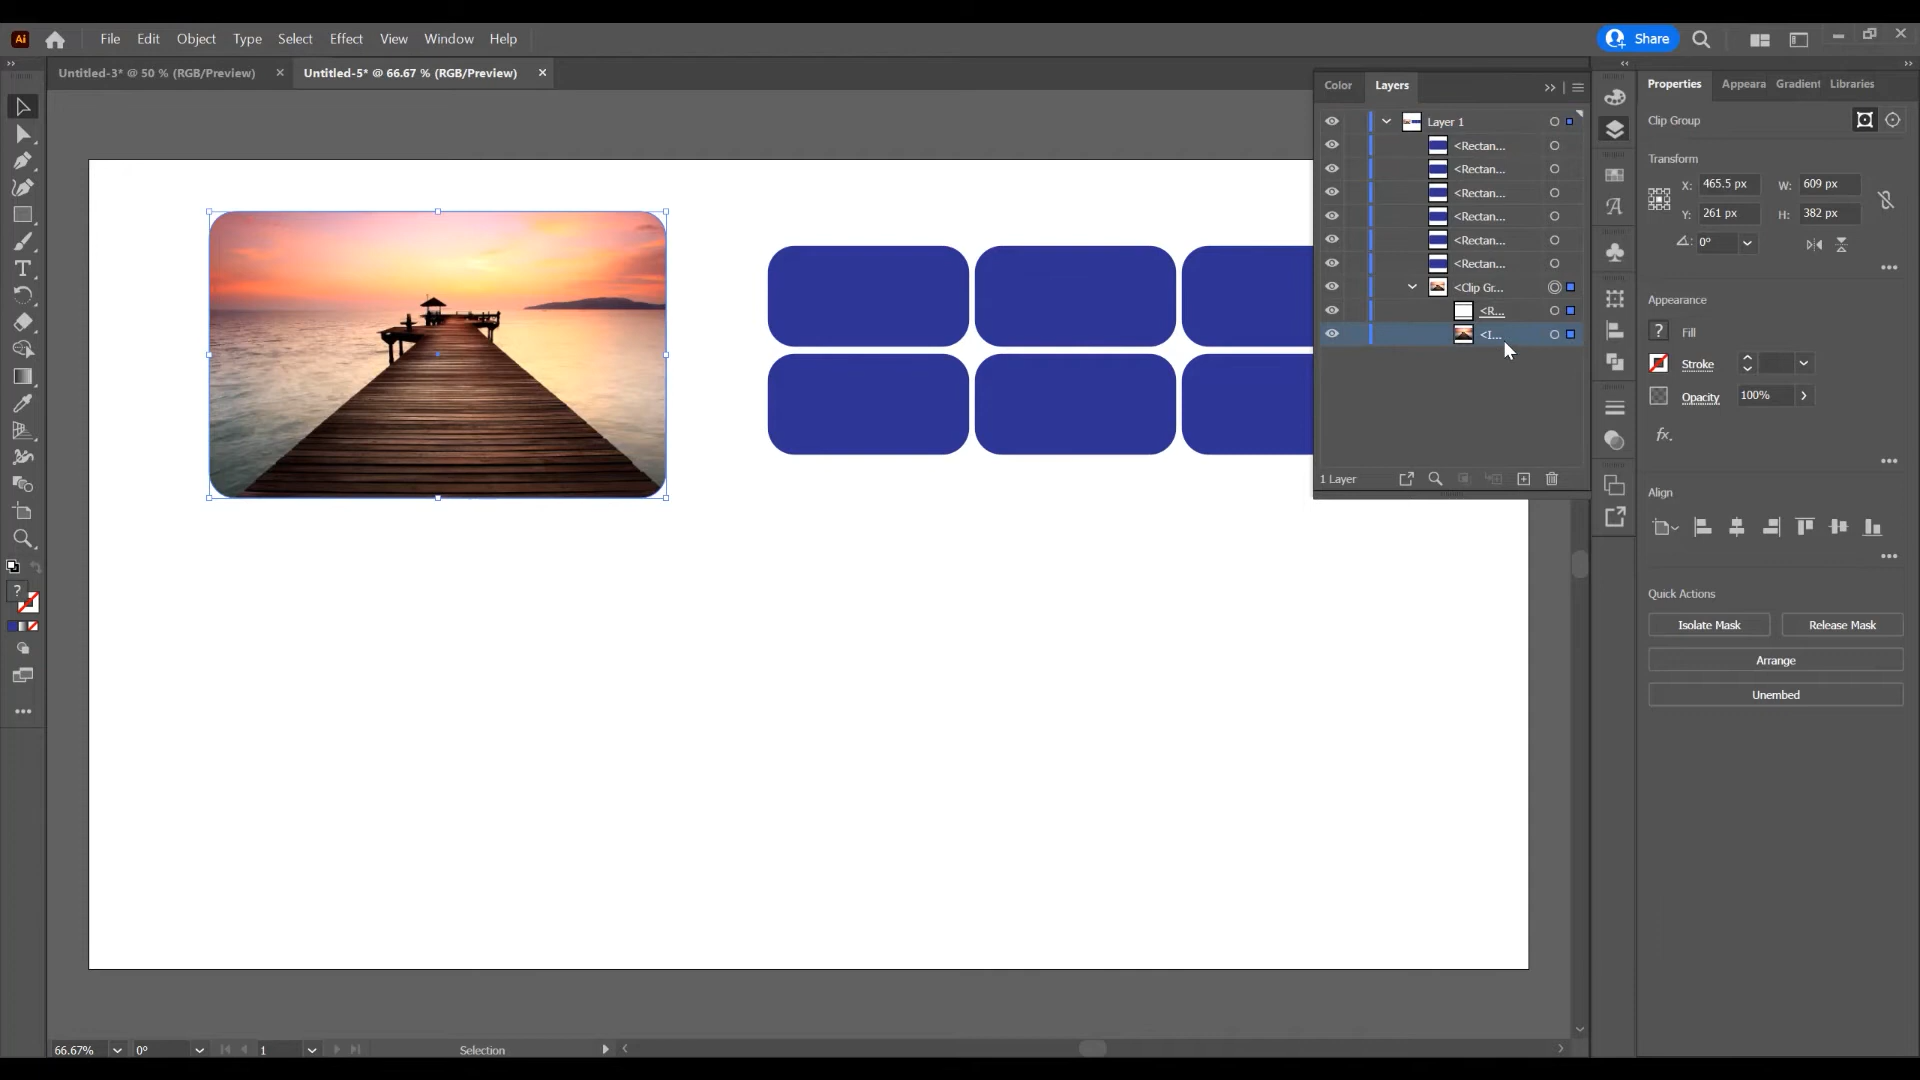 Ai
File Edit Object Type Select Effect View Window Help
Share
Untitled-3* @ 50 % (RGB/Preview) × Untitled-5* @ 66.67 % (RGB/Preview) ×
Color Layers
Layer 1
<Rectan...
<Rectan...
<Rectan...
<Rectan...
<Rectan...
<Rectan...
<Clip Gr...
<R...
<I...
1 Layer
Properties Appeara Gradient Libraries
Clip Group
Transform
X: 465.5 px W: 609 px
Y: 261 px H: 382 px
0°
Appearance
? Fill
Stroke
Opacity 100%
fx.
Align
Quick Actions
Isolate Mask Release Mask
Arrange
Unembed
?
66.67% 0° 1 Selection